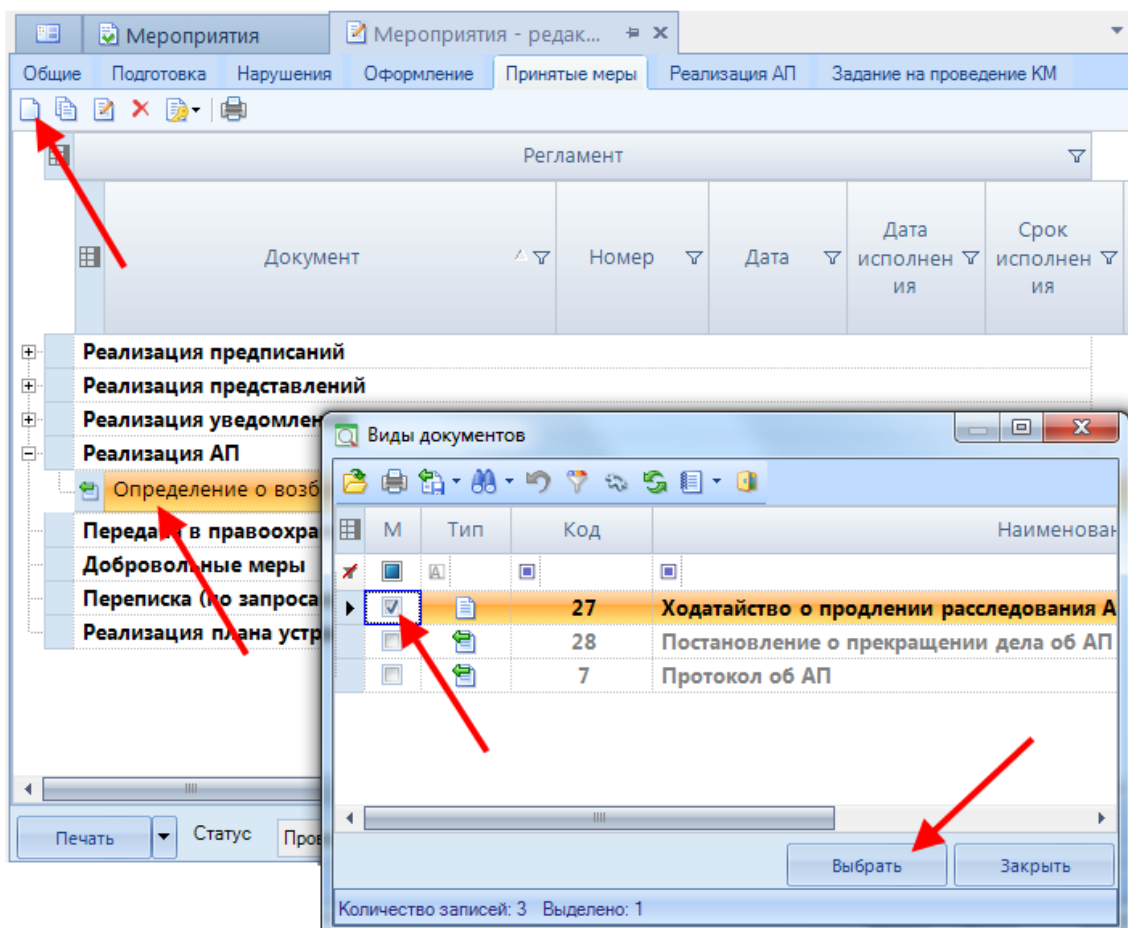 Мероприятия
Мероприятия - редак...
Общие Подготовка Нарушения Оформление Принятые меры Реализация АП Задание на проведение КМ
Регламент
Документ Номер Дата Дата исполнения Срок исполнения
Реализация предписаний
Реализация представлений
Реализация уведомлен
Реализация АП
Определение о возб
Передача в правоохра
Добровольные меры
Переписка (по запроса
Реализация плана устр
Печать Статус Пров
Виды документов
М Тип Код Наименован
27 Ходатайство о продлении расследования А
28 Постановление о прекращении дела об АП
7 Протокол об АП
Выбрать Закрыть
Количество записей: 3 Выделено: 1